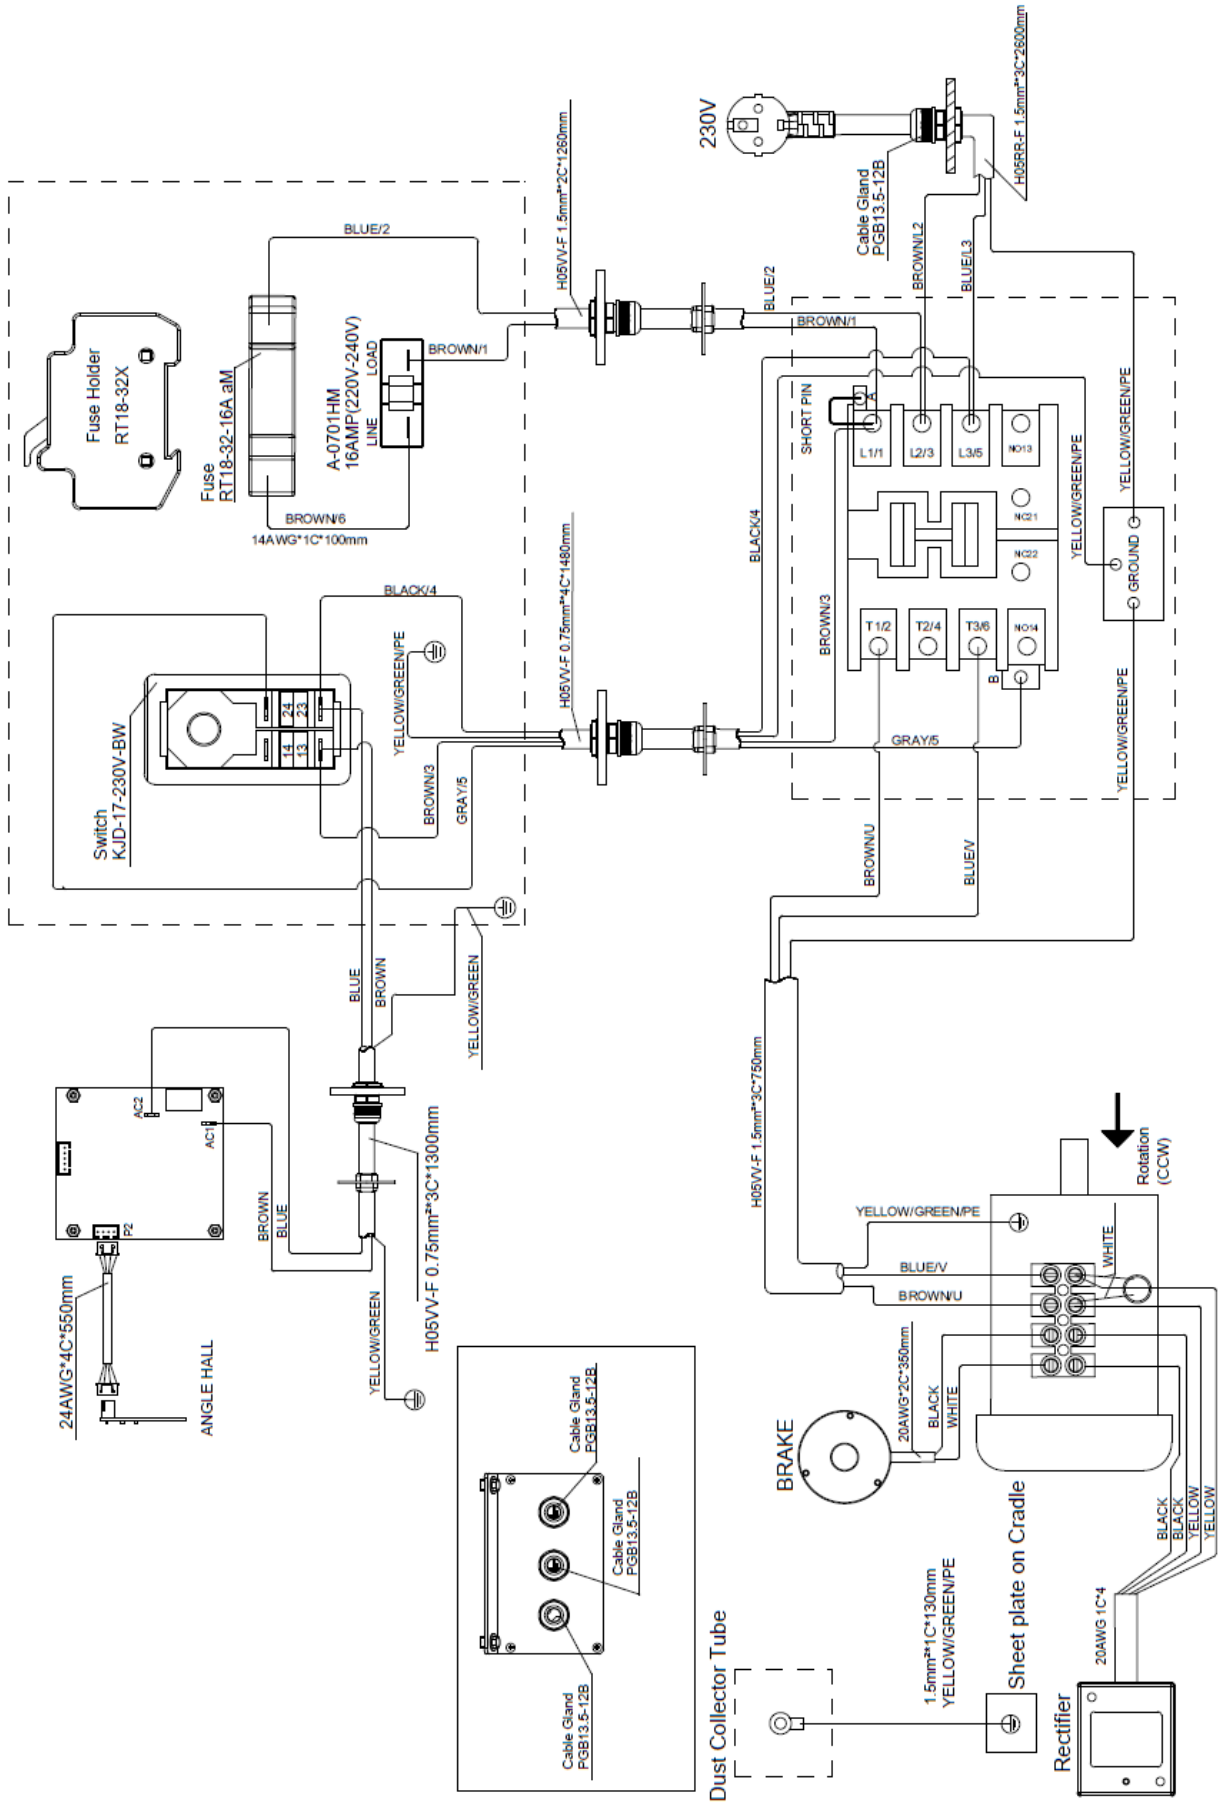 Fuse Holder
RT18-32X
Fuse
RT18-32-16A aM
BLUE/2
A-0701HM
16AMP(220V-240V)
LINE
LOAD
BROWN/1
BROWN/6
14AWG*1C*100mm
H05VV-F 1.5mm²*2C*1260mm
230V
Cable Gland
PGB13.5-12B
H05RR-F 1.5mm²*3C*2600mm
BROWN/L2
BLUE/L3
BLUE/2
BROWN/1
Switch
KJD-17-230V-BW
14
13
24
23
BLACK/4
YELLOW/GREEN/PE
BROWN/3
GRAY/5
H05VV-F 0.75mm²*4C*1480mm
BLACK/4
BROWN/3
GRAY/5
SHORT PIN
A
L1/1
L2/3
L3/5
NO13
NC21
NC22
T1/2
T2/4
T3/6
NO14
B
YELLOW/GREEN/PE
YELLOW/GREEN/PE
GROUND
YELLOW/GREEN/PE
BROWN/U
BLUE/V
AC2
AC1
P2
24AWG*4C*550mm
ANGLE HALL
BROWN
BLUE
BLUE
BROWN
YELLOW/GREEN
YELLOW/GREEN
H05VV-F 0.75mm²*3C*1300mm
H05VV-F 1.5mm²*3C*750mm
YELLOW/GREEN/PE
BLUE/V
BROWN/U
Rotation
(CCW)
WHITE
BRAKE
20AWG*2C*350mm
BLACK
WHITE
BLACK
BLACK
YELLOW
YELLOW
20AWG 1C*4
Rectifier
Cable Gland
PGB13.5-12B
Cable Gland
PGB13.5-12B
Cable Gland
PGB13.5-12B
Dust Collector Tube
1.5mm²*1C*130mm
YELLOW/GREEN/PE
Sheet plate on Cradle